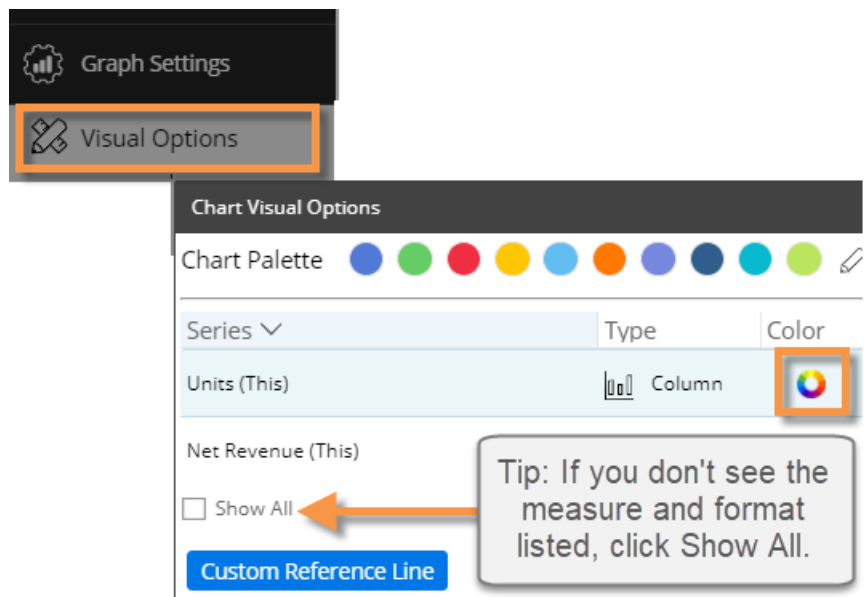 Graph Settings
Visual Options
Chart Visual Options
Chart Palette
Series Type Color
Units (This) Column
Net Revenue (This)
Tip: If you don't see the
measure and format
listed, click Show All.
Show All
Custom Reference Line